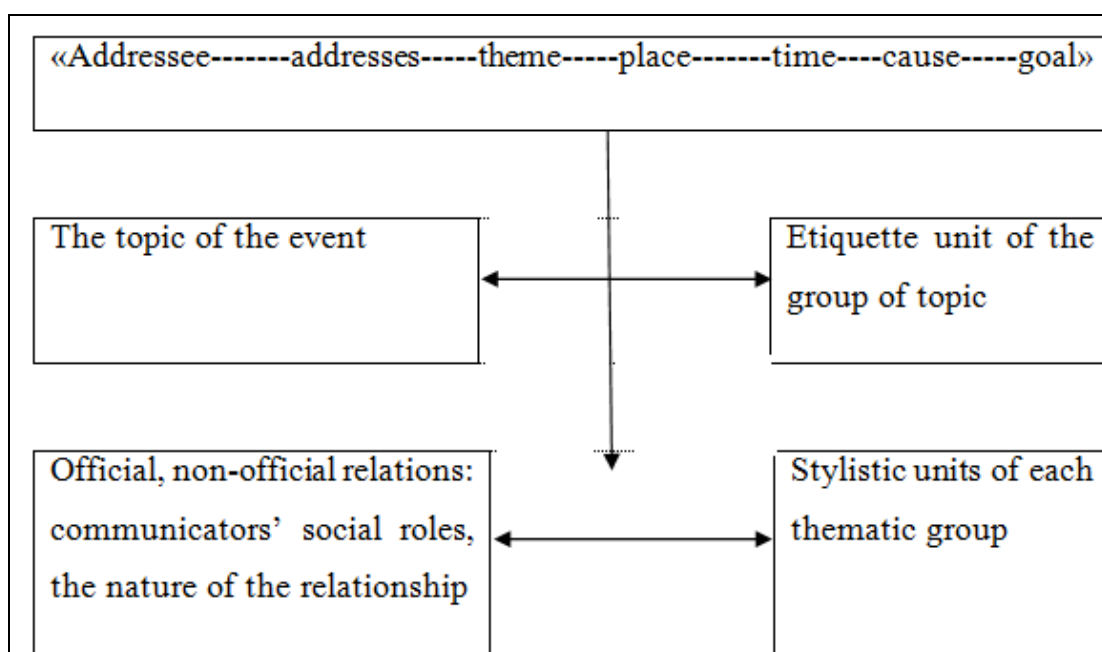 «Addressee-------addresses-----theme-----place-------time----cause-----goal»
The topic of the event
Etiquette unit of the
group of topic
Official, non-official relations:
communicators’ social roles,
the nature of the relationship
Stylistic units of each
thematic group